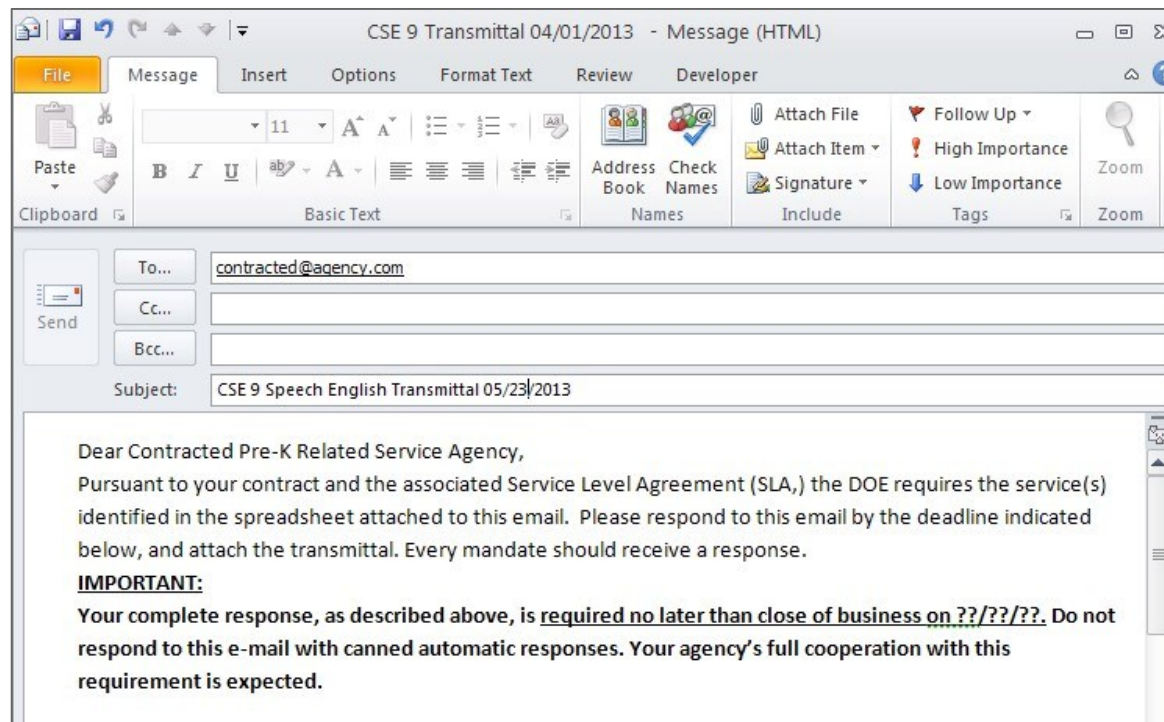 CSE 9 Transmittal 04/01/2013 - Message (HTML)
File Message Insert Options Format Text Review Developer
Paste
Clipboard
11
B I U
Basic Text
Address Book
Check Names
Names
Attach File
Attach Item
Signature
Include
Follow Up
High Importance
Low Importance
Tags
Zoom
Zoom
Send
To... contracted@agency.com
Cc...
Bcc...
Subject: CSE 9 Speech English Transmittal 05/23/2013
Dear Contracted Pre-K Related Service Agency,
Pursuant to your contract and the associated Service Level Agreement (SLA,) the DOE requires the service(s)
identified in the spreadsheet attached to this email.  Please respond to this email by the deadline indicated
below, and attach the transmittal. Every mandate should receive a response.
IMPORTANT:
Your complete response, as described above, is required no later than close of business on ??/??/??. Do not
respond to this e-mail with canned automatic responses. Your agency’s full cooperation with this
requirement is expected.